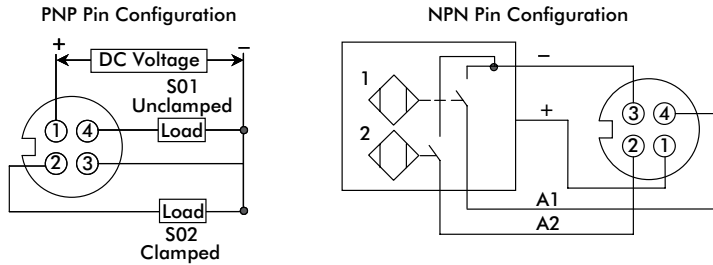 PNP Pin Configuration
+
DC Voltage
−
S01
Unclamped
1
4
Load
2
3
Load
S02
Clamped
NPN Pin Configuration
1
2
−
+
3
4
2
1
A1
A2